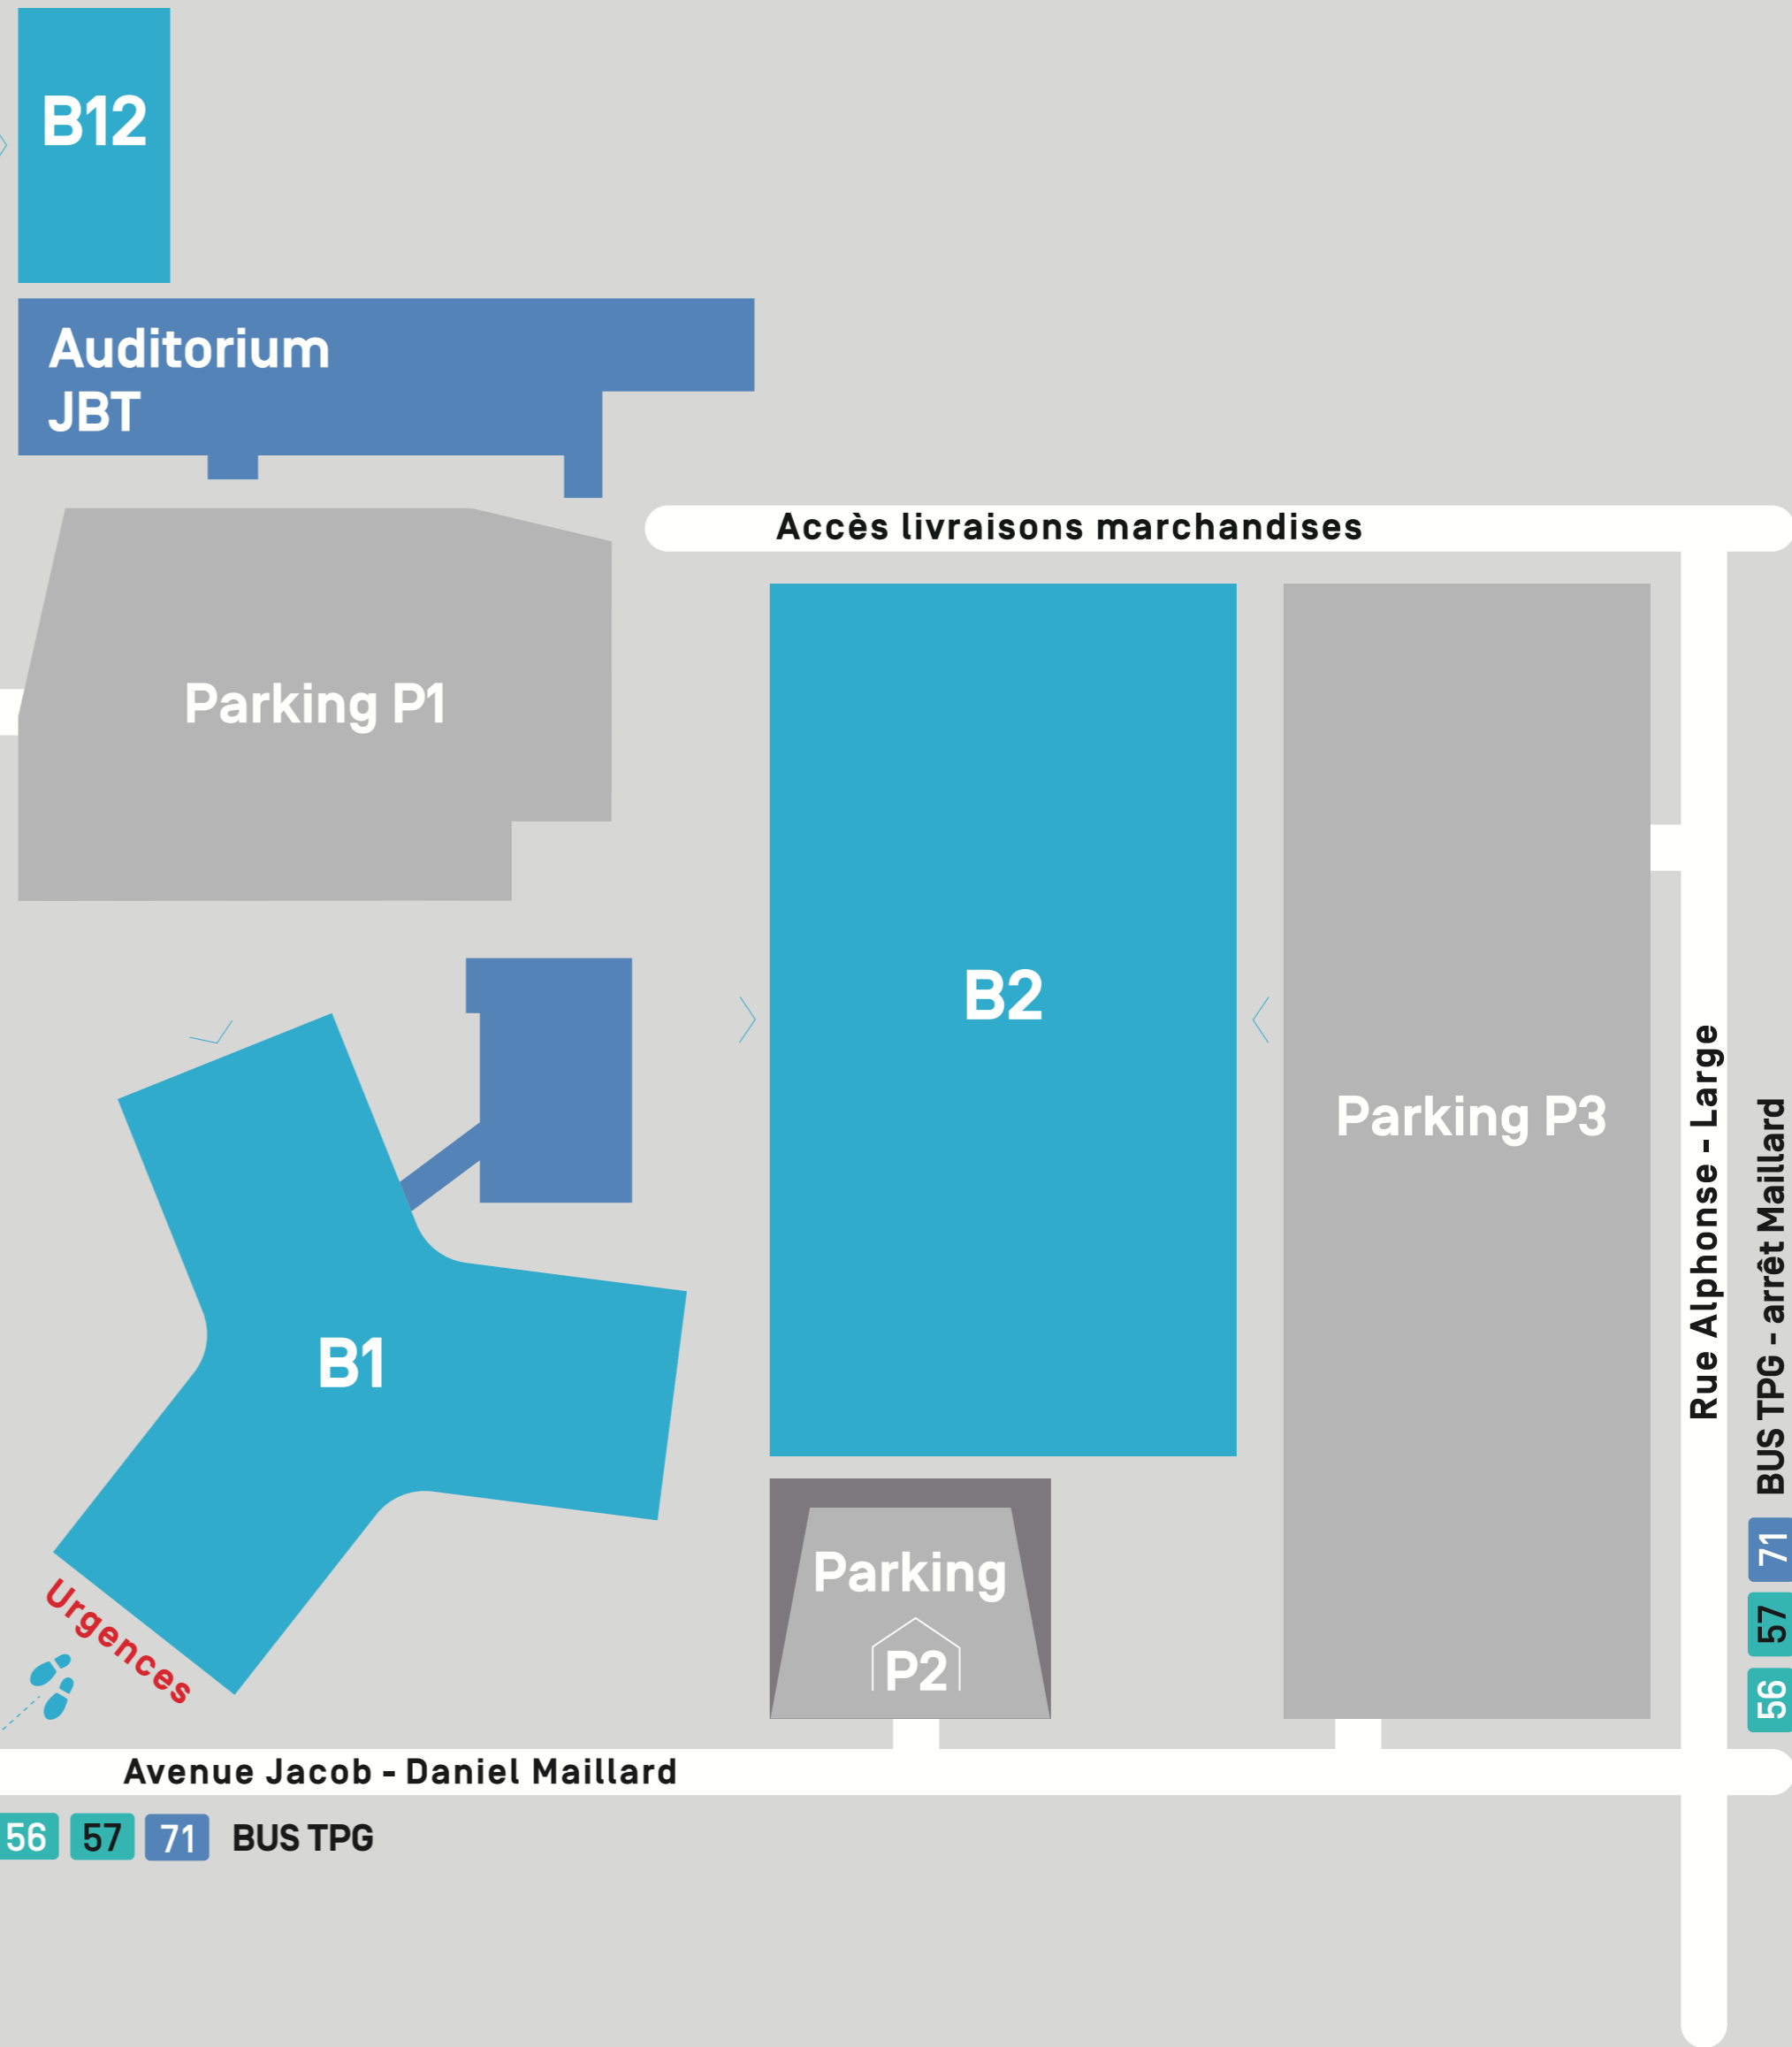 B12
Auditorium
JBT
Accès livraisons marchandises
Parking P1
B2
Parking P3
Rue Alphonse - Large
BUS TPG - arrêt Maillard
71
57
56
B1
Urgences
Parking
P2
Avenue Jacob - Daniel Maillard
56 57 71 BUS TPG